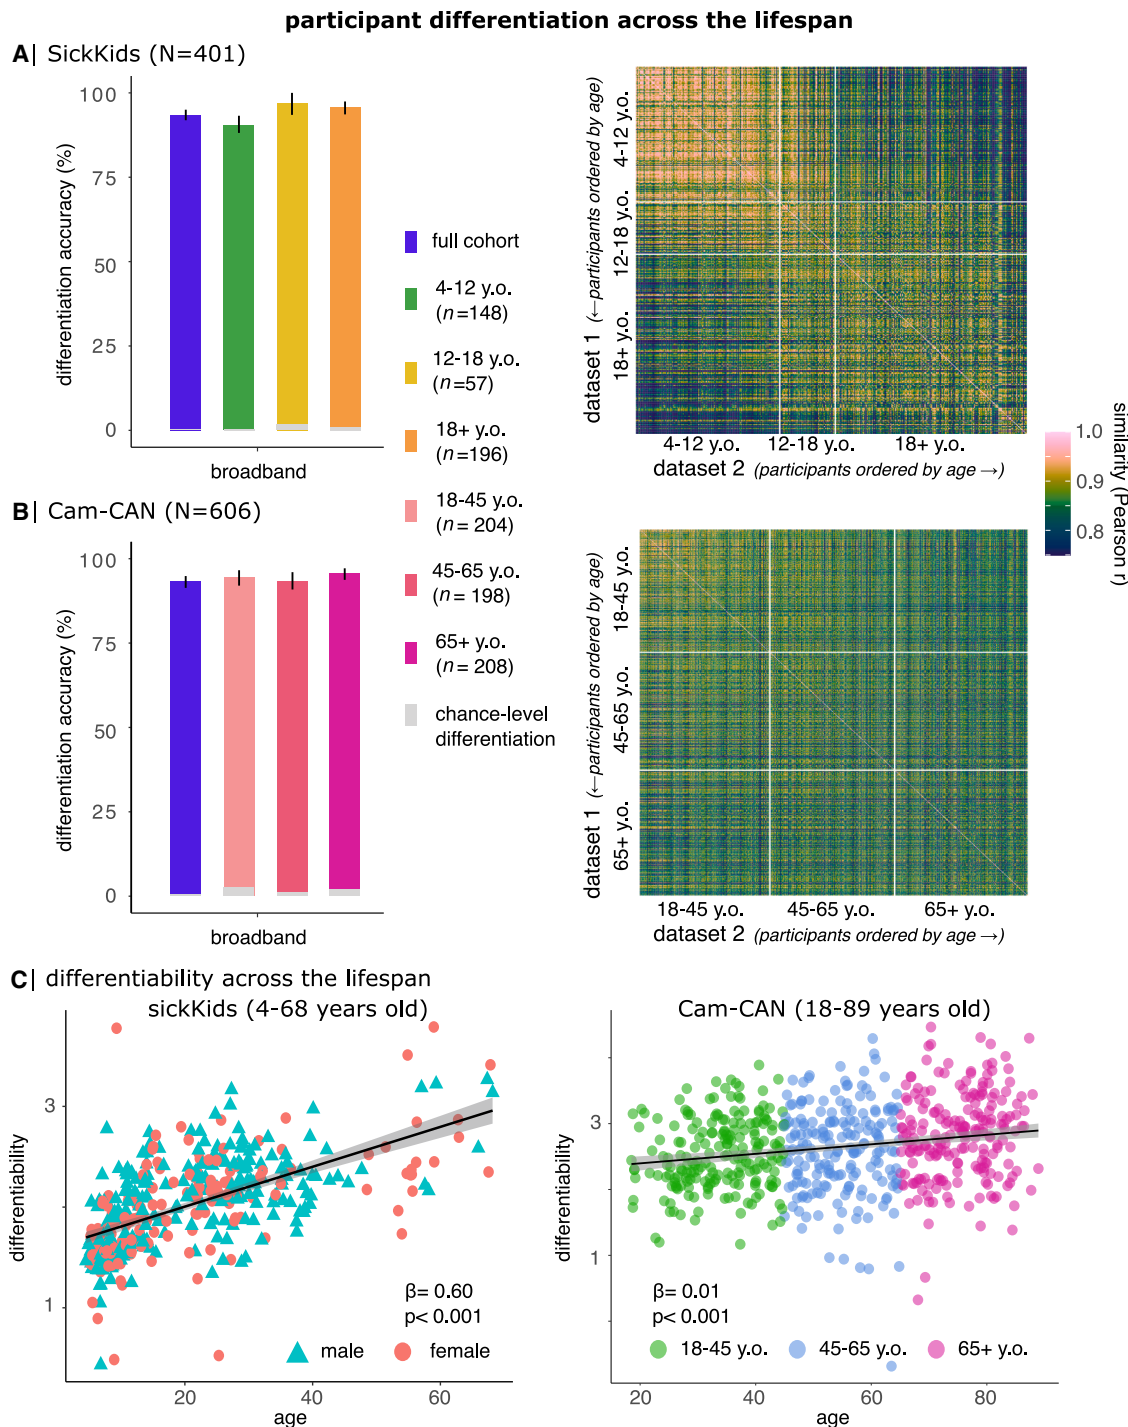 participant differentiation across the lifespan
A| SickKids (N=401)
differentiation accuracy (%)
100
75
50
25
0
broadband
full cohort
4-12 y.o.
(n=148)
12-18 y.o.
(n=57)
18+ y.o.
(n=196)
18-45 y.o.
(n= 204)
45-65 y.o.
(n= 198)
65+ y.o.
(n= 208)
chance-level
differentiation
dataset 1 (←participants ordered by age)
4-12 y.o.
12-18 y.o.
18+ y.o.
4-12 y.o.
12-18 y.o.
18+ y.o.
dataset 2 (participants ordered by age →)
similarity (Pearson r)
1.0
0.9
0.8
B| Cam-CAN (N=606)
differentiation accuracy (%)
100
75
50
25
0
broadband
dataset 1 (←participants ordered by age)
18-45 y.o.
45-65 y.o.
65+ y.o.
18-45 y.o.
45-65 y.o.
65+ y.o.
dataset 2 (participants ordered by age →)
C| differentiability across the lifespan
sickKids (4-68 years old)
differentiability
3
1
β= 0.60
p< 0.001
male
female
20
40
60
age
Cam-CAN (18-89 years old)
differentiability
3
1
β= 0.01
p< 0.001
18-45 y.o.
45-65 y.o.
65+ y.o.
20
40
60
80
age